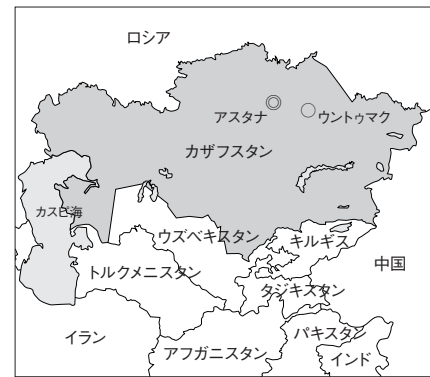 ロシア
アスタナ
ウントゥマク
カザフスタン
カスピ海
ウズベキスタン
キルギス
トルクメニスタン
中国
タジキスタン
イラン
アフガニスタン
パキスタン
インド